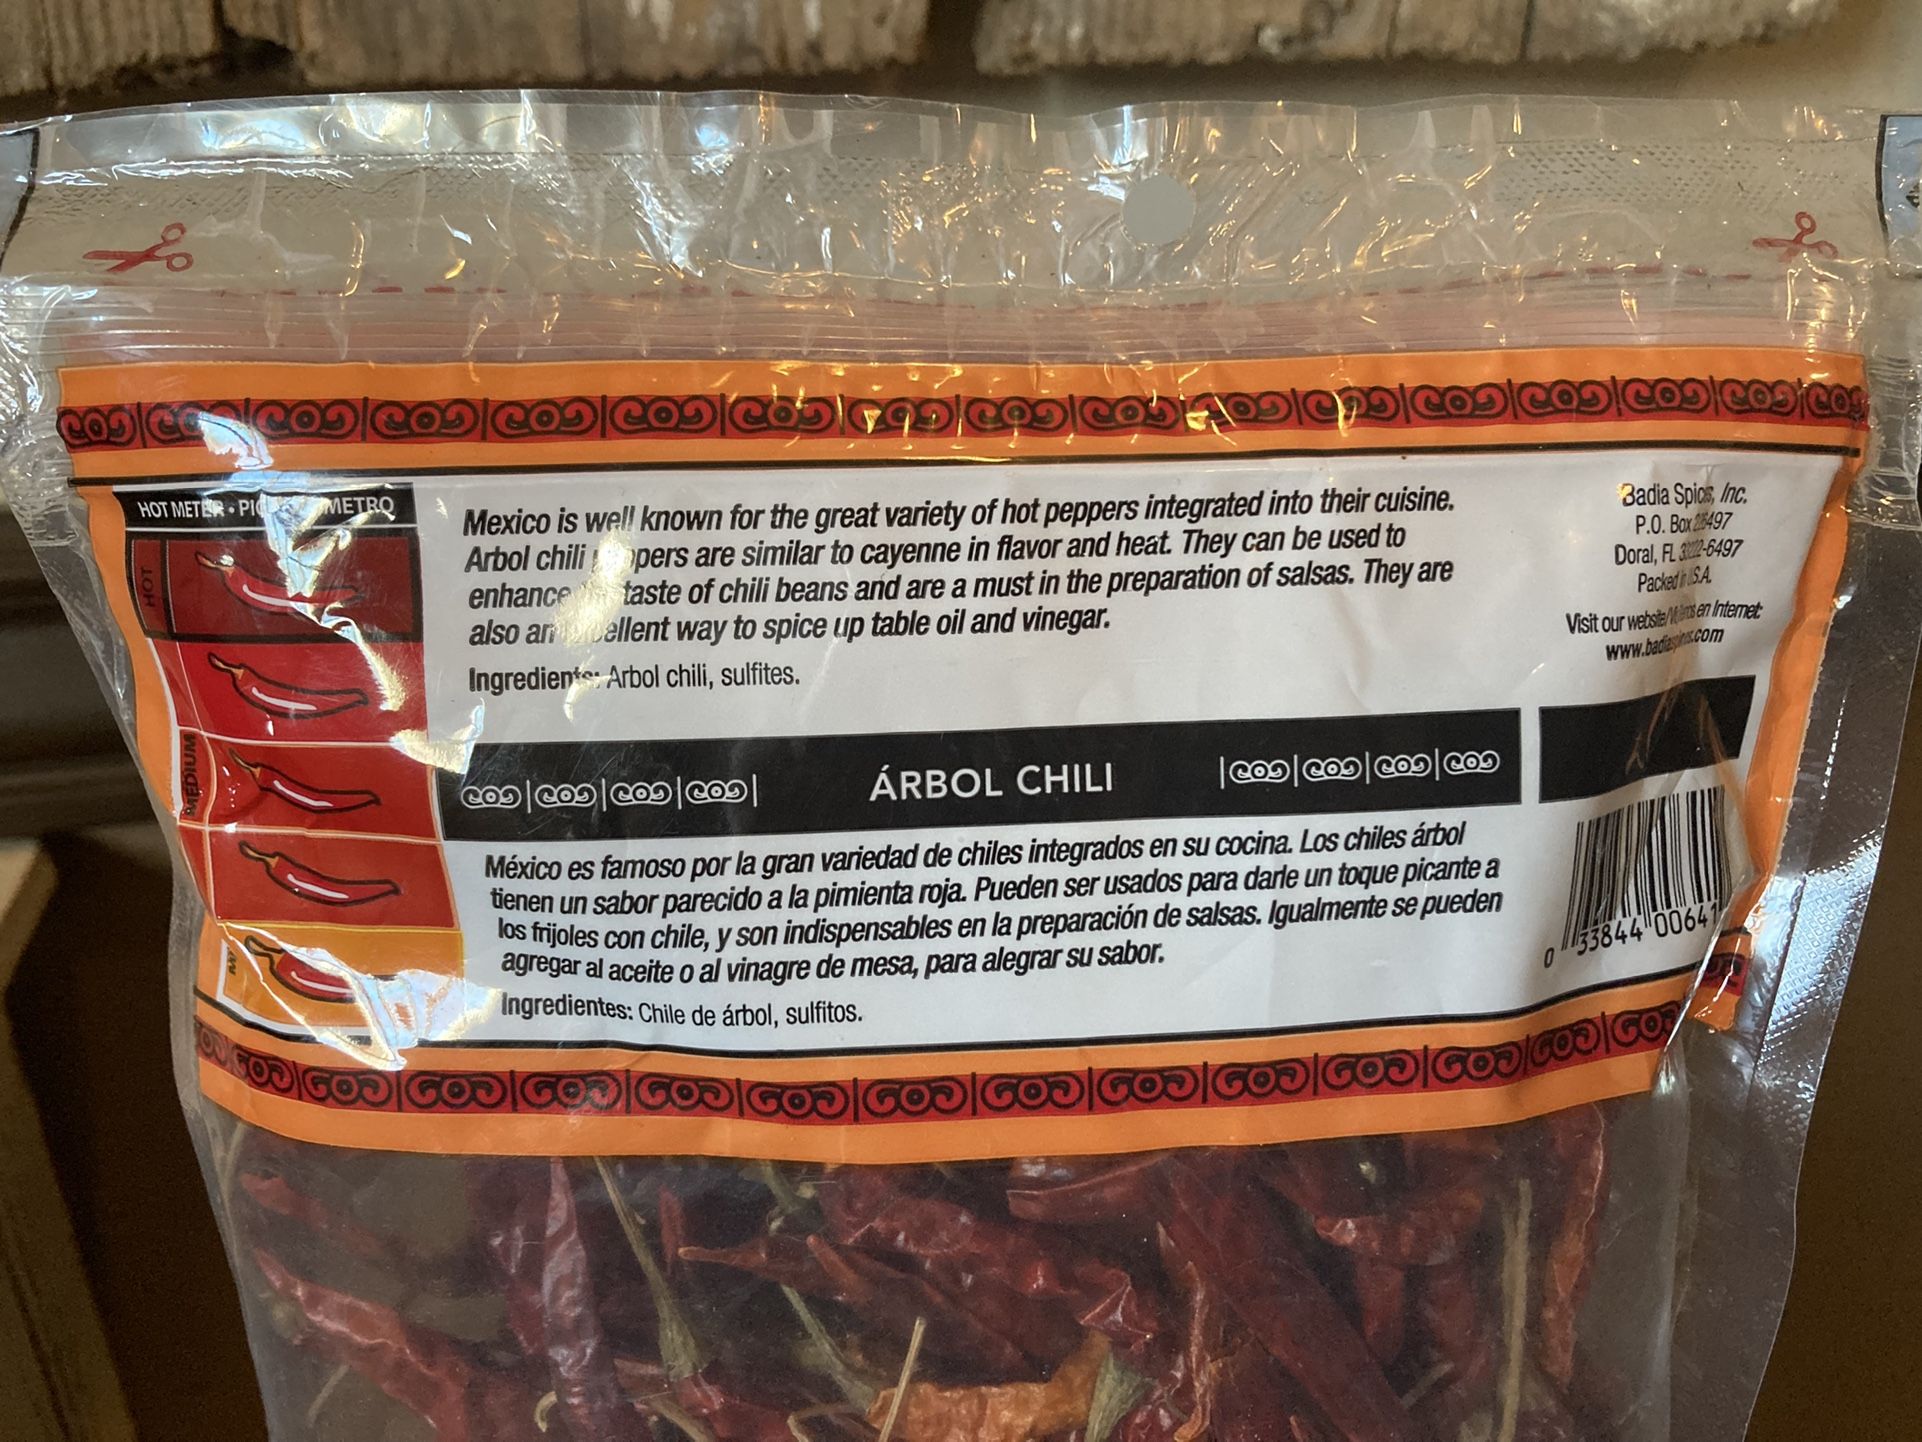 HOT METER •
METRO
HOT
MEDIUM
Mexico is well known for the great variety of hot peppers integrated into their cuisine.
Arbol chili are similar to cayenne in flavor and heat. They can be used to
enhance taste of chili beans and are a must in the preparation of salsas. They are
also an way to spice up table oil and vinegar.
Ingredients: Arbol chili, sulfites.
Badia Spices, Inc.
P.O. Box
Doral, FL
Packed in
Visit our website en Internet:
ÁRBOL CHILI
México es famoso por la gran variedad de chiles integrados en su cocina. Los chiles árbol
tienen un sabor parecido a la pimienta roja. Pueden ser usados para darle un toque picante a
los frijoles con chile, y son indispensables en la preparación de salsas. Igualmente se pueden
agregar al aceite o al vinagre de mesa, para alegrar su sabor.
Ingredientes: Chile de árbol, sulfitos.
0 33844 00641